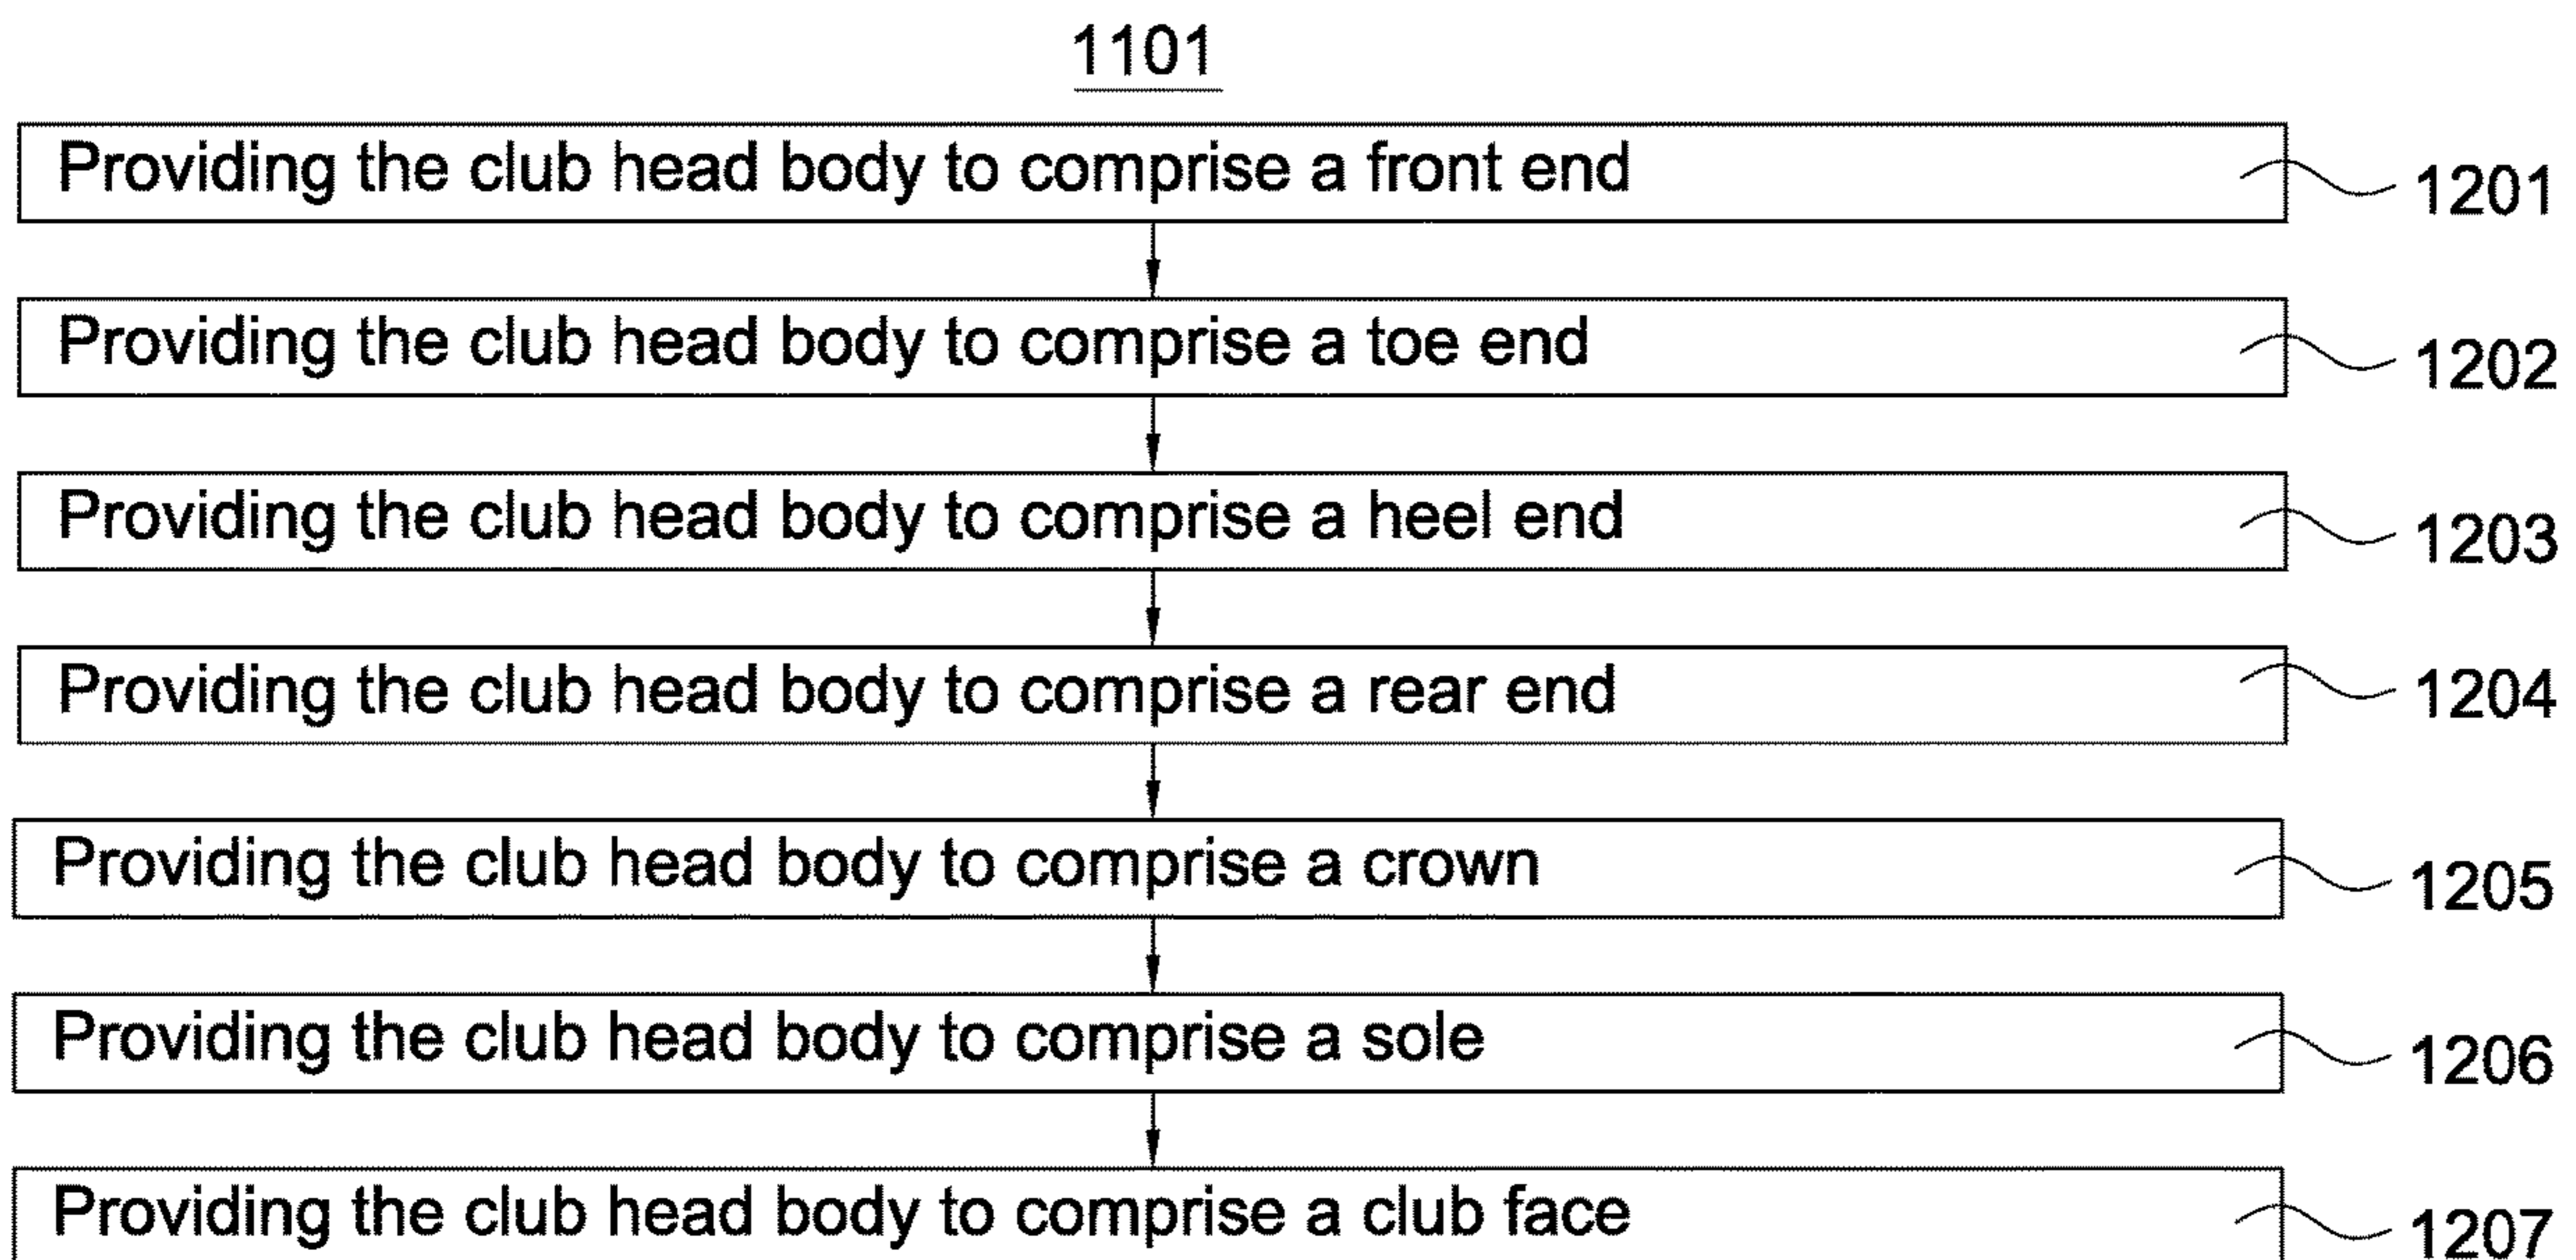 1101
Providing the club head body to comprise a front end 1201
Providing the club head body to comprise a toe end 1202
Providing the club head body to comprise a heel end 1203
Providing the club head body to comprise a rear end 1204
Providing the club head body to comprise a crown 1205
Providing the club head body to comprise a sole 1206
Providing the club head body to comprise a club face 1207